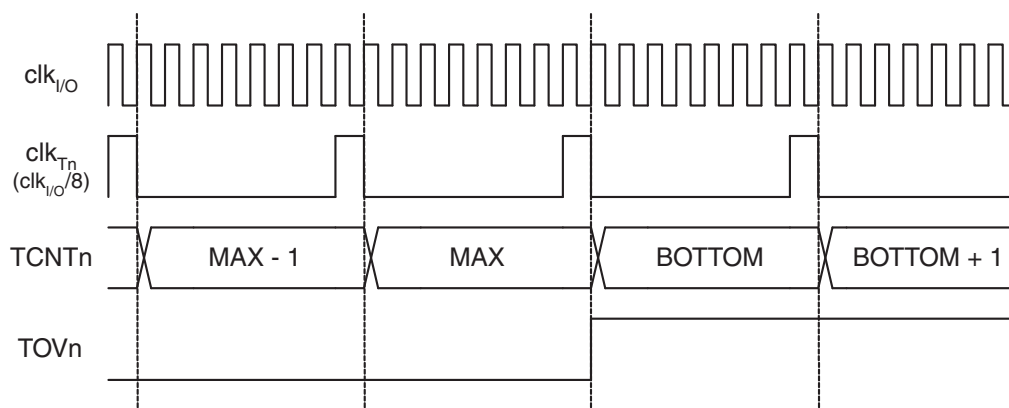 clkI/O
clkTn
(clkI/O/8)
TCNTn MAX - 1 MAX BOTTOM BOTTOM + 1
TOVn